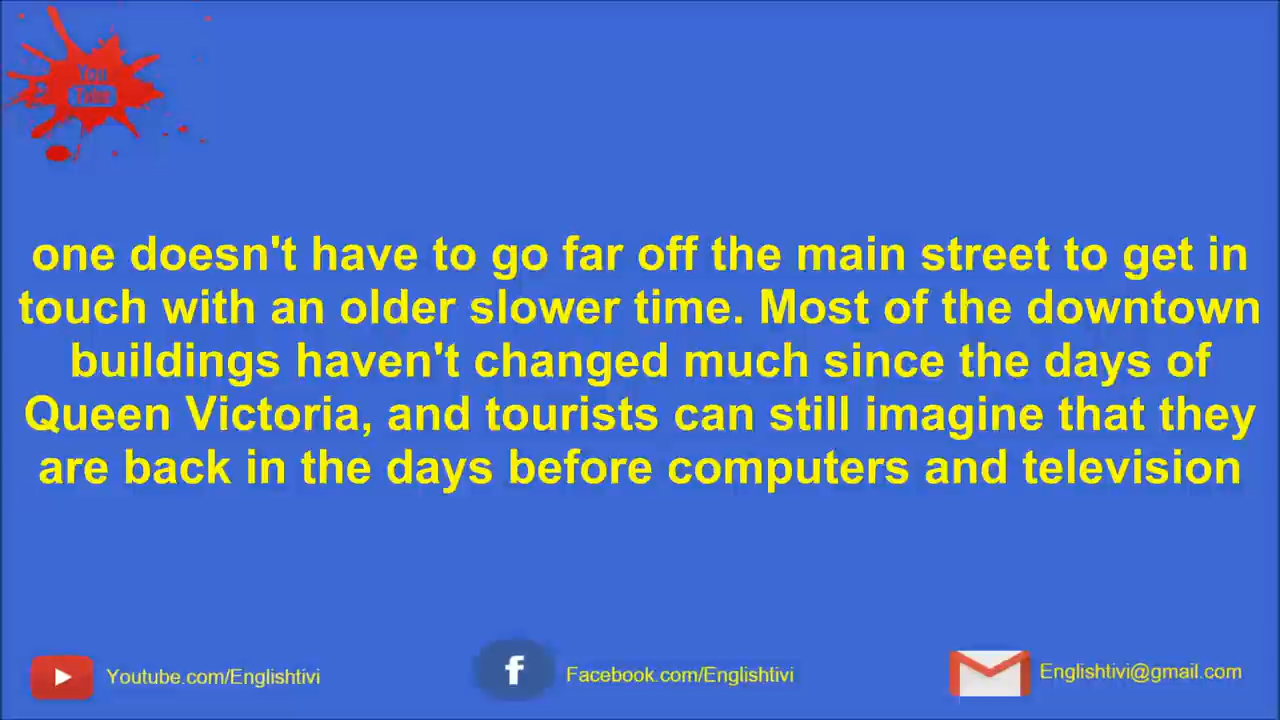 You
Tube
one doesn't have to go far off the main street to get in
touch with an older slower time. Most of the downtown
buildings haven't changed much since the days of
Queen Victoria, and tourists can still imagine that they
are back in the days before computers and television
Youtube.com/Englishtivi
f
Facebook.com/Englishtivi
Englishtivi@gmail.com